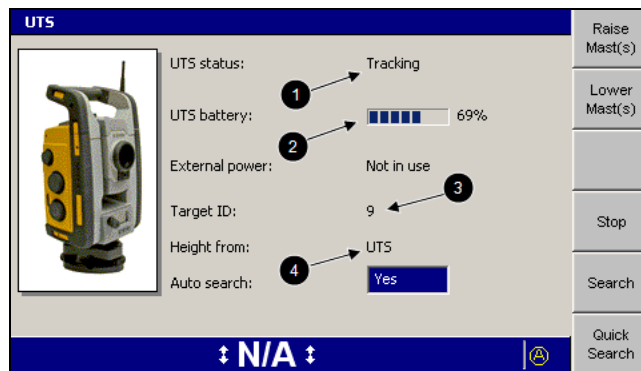 UTS
UTS status: Tracking
1
UTS battery: 69%
2
External power: Not in use
3
Target ID: 9
Height from: UTS
4
Auto search: Yes
N/A
A
Raise
Mast(s)
Lower
Mast(s)
Stop
Search
Quick
Search